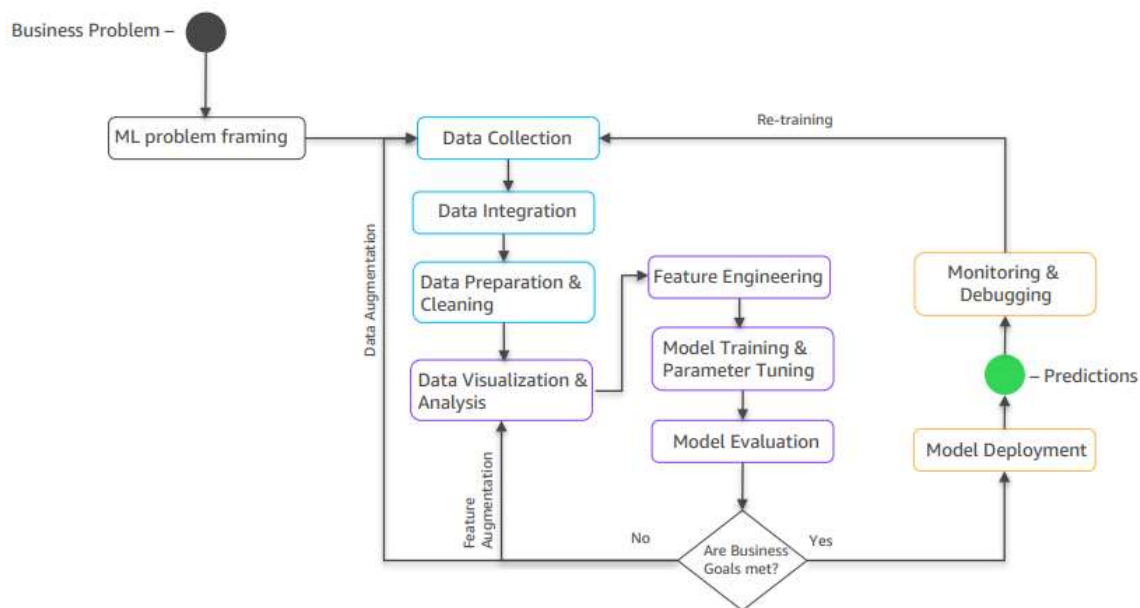 Business Problem –
ML problem framing
Data Collection
Re-training
Data Integration
Data Augmentation
Data Preparation &
Cleaning
Feature Engineering
Monitoring &
Debugging
Model Training &
Parameter Tuning
Data Visualization &
Analysis
– Predictions
Model Evaluation
Model Deployment
Feature
Augmentation
No
Are Business
Goals met?
Yes